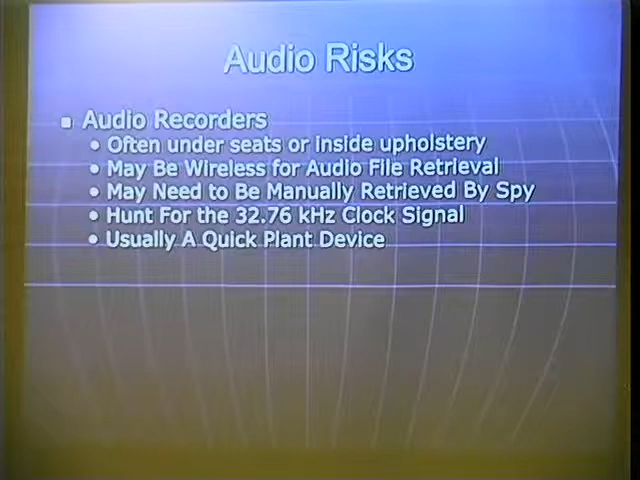 Audio Risks
Audio Recorders
Often under seats or inside upholstery
May Be Wireless for Audio File Retrieval
May Need to Be Manually Retrieved By Spy
Hunt For the 32.76 kHz Clock Signal
Usually A Quick Plant Device